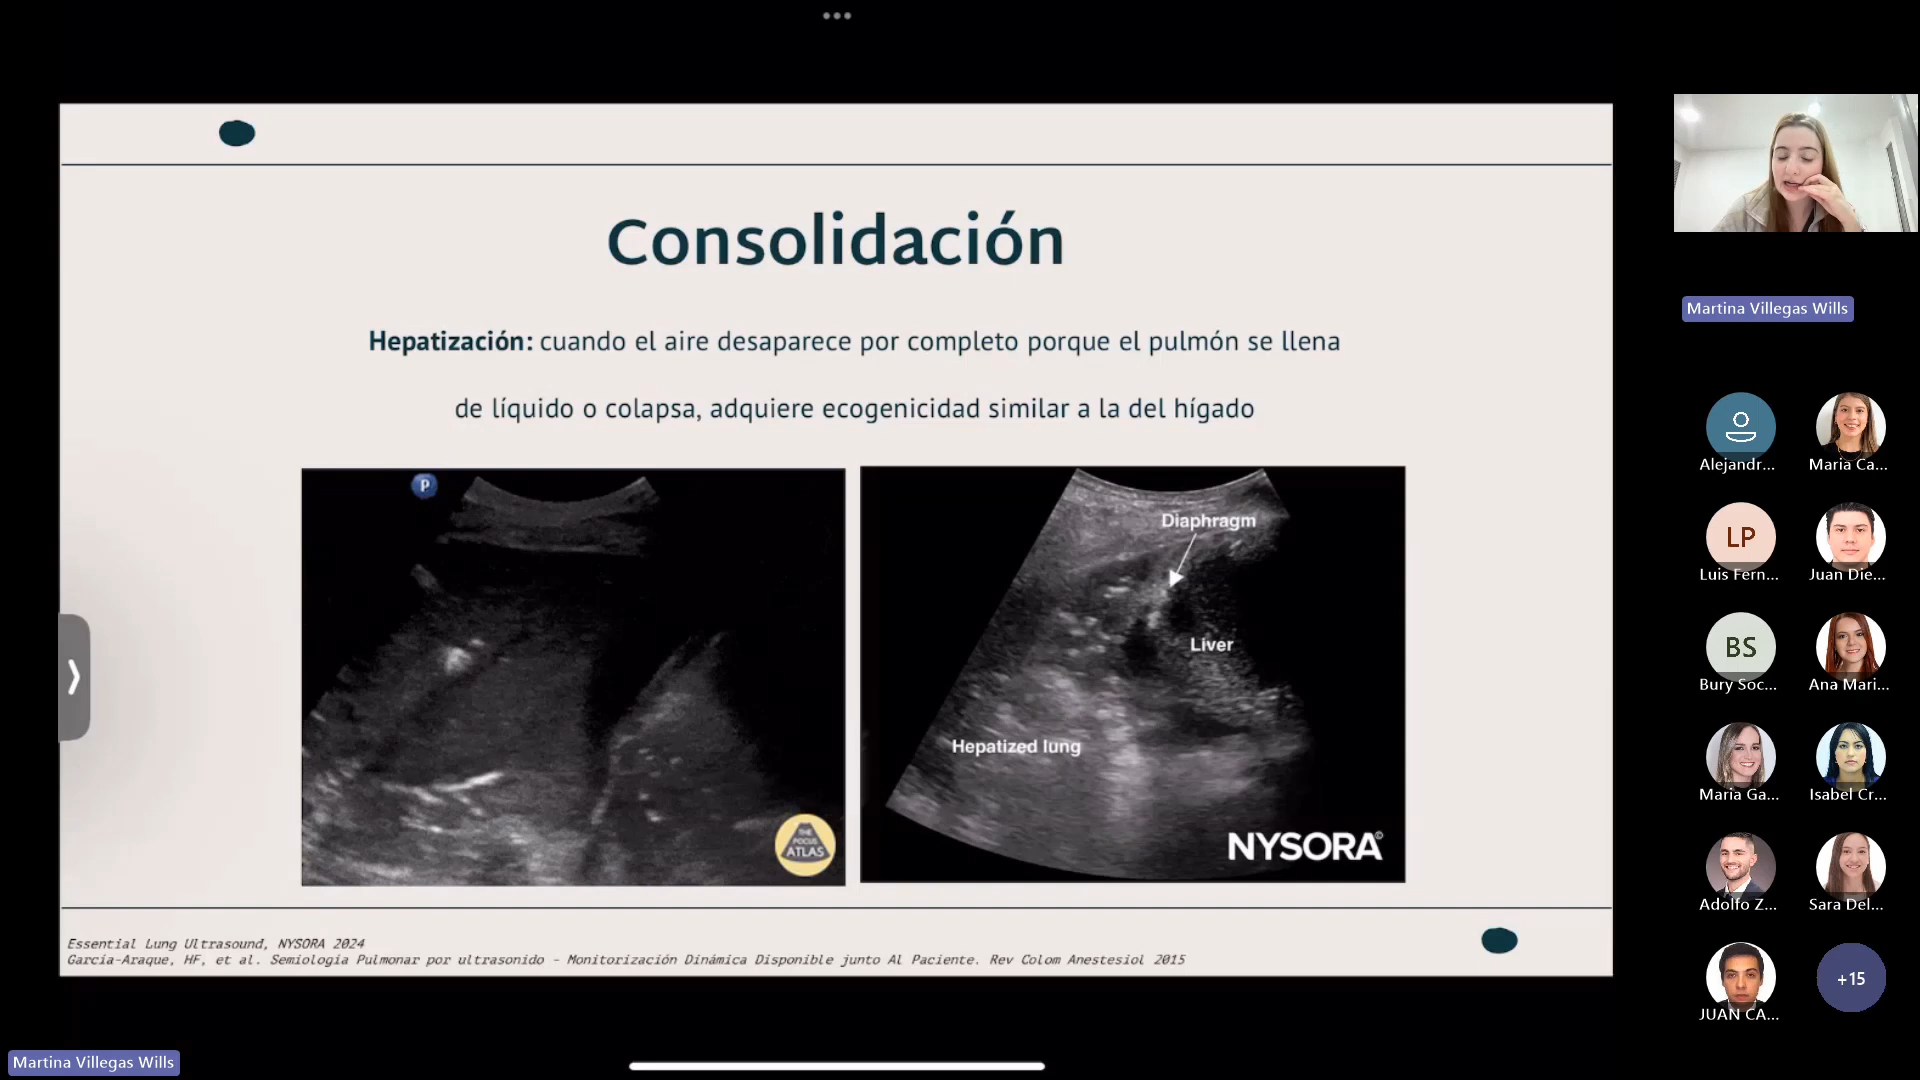 Consolidación
Hepatización: cuando el aire desaparece por completo porque el pulmón se llena
de líquido o colapsa, adquiere ecogenicidad similar a la del hígado
P
THE
POCUS
ATLAS
Diaphragm
Liver
Hepatized lung
NYSORA©
Essential Lung Ultrasound, NYSORA 2024
Garcia-Araque, HF, et al. Semiologia Pulmonar por ultrasonido - Monitorización Dinámica Disponible junto Al Paciente. Rev Colom Anestesiol 2015
Martina Villegas Wills
Alejandr...
Maria Ca...
LP
Luis Fern...
Juan Die...
BS
Bury Soc...
Ana Mari...
Maria Ga...
Isabel Cr...
Adolfo Z...
Sara Del...
JUAN CA...
+15
Martina Villegas Wills